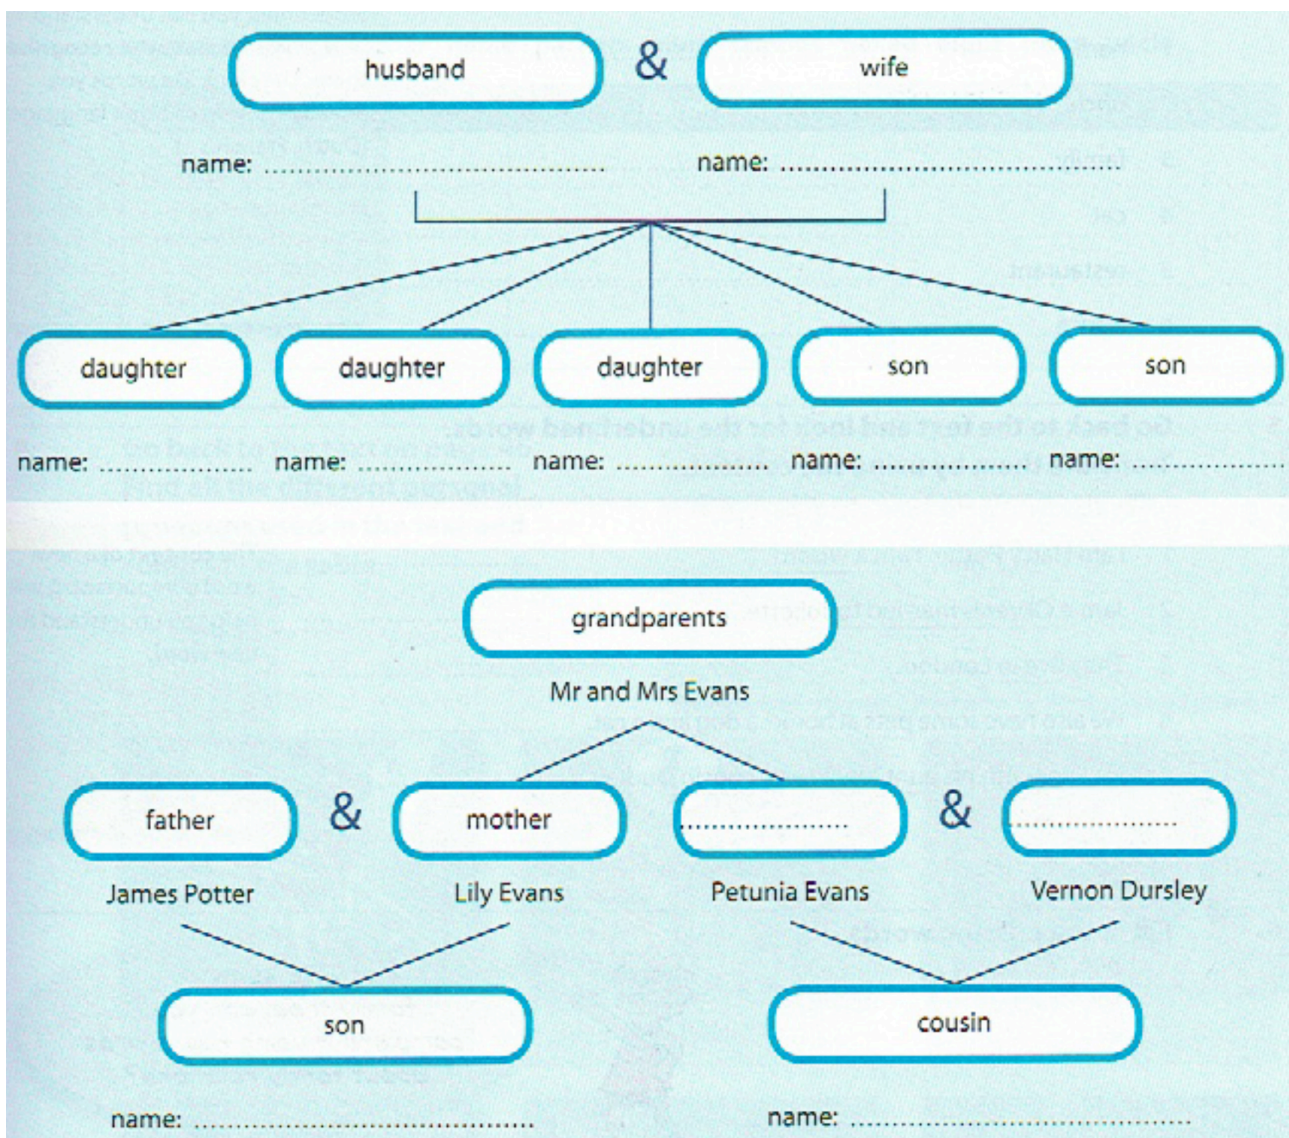 husband & wife
name: ........................ name: ........................
daughter daughter daughter son son
name: ............ name: ............ name: ............ name: ............ name: ............
grandparents
Mr and Mrs Evans
father & mother ............ & ............
James Potter Lily Evans Petunia Evans Vernon Dursley
son cousin
name: ........................ name: ........................